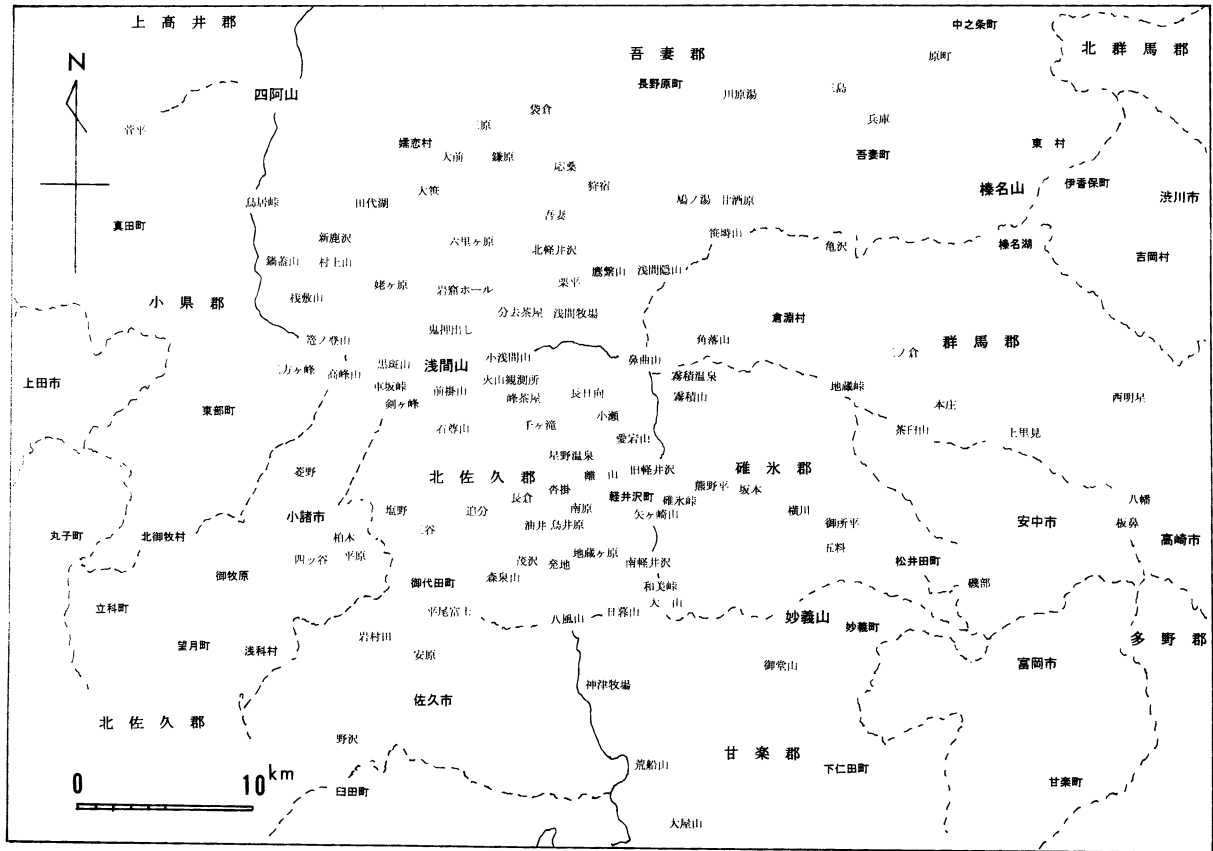 上高井郡
中之条町
北群馬郡
吾妻郡
原町
N
長野原町
川原湯
三島
四阿山
袋倉
兵庫
菅平
三原
嬬恋村
東村
大前
鎌原
応桑
吾妻町
狩宿
榛名山
伊香保町
大笹
渋川市
鳥居峠
田代湖
鳩ノ湯
甘酒原
吾妻
真田町
笹塒山
新鹿沢
六里ヶ原
北軽井沢
亀沢
榛名湖
吉岡村
鍋蓋山
村上山
鷹繋山
浅間隠山
姥ヶ原
岩窟ホール
栗平
小県郡
桟敷山
分去茶屋
浅間牧場
倉淵村
鬼押出し
篭ノ登山
角落山
群馬郡
三ノ倉
小浅間山
鼻曲山
黒斑山
浅間山
三方ヶ峰
高峰山
火山観測所
霧積温泉
上田市
車坂峠
前掛山
長日向
地蔵峠
剣ヶ峰
峰茶屋
霧積山
西明屋
東部町
本庄
小瀬
石尊山
千ヶ滝
茶臼山
上里見
愛宕山
星野温泉
菱野
北佐久郡
離山
旧軽井沢
碓氷郡
沓掛
熊野平
坂本
長倉
軽井沢町
碓氷峠
八幡
塩野
追分
南原
矢ヶ崎山
横川
小諸市
安中市
板鼻
三谷
油井
鳥井原
御所平
丸子町
北御牧村
柏木
高崎市
四ッ谷
平原
地蔵ヶ原
五料
茂沢
発地
南軽井沢
松井田町
御牧原
森泉山
御代田町
和美峠
磯部
立科町
大山
平尾富士
日暮山
八風山
妙義山
妙義町
岩村田
多野郡
望月町
浅科村
安原
御堂山
富岡市
神津牧場
佐久市
北佐久郡
野沢
甘楽郡
荒船山
下仁田町
0 10km
臼田町
甘楽町
大屋山